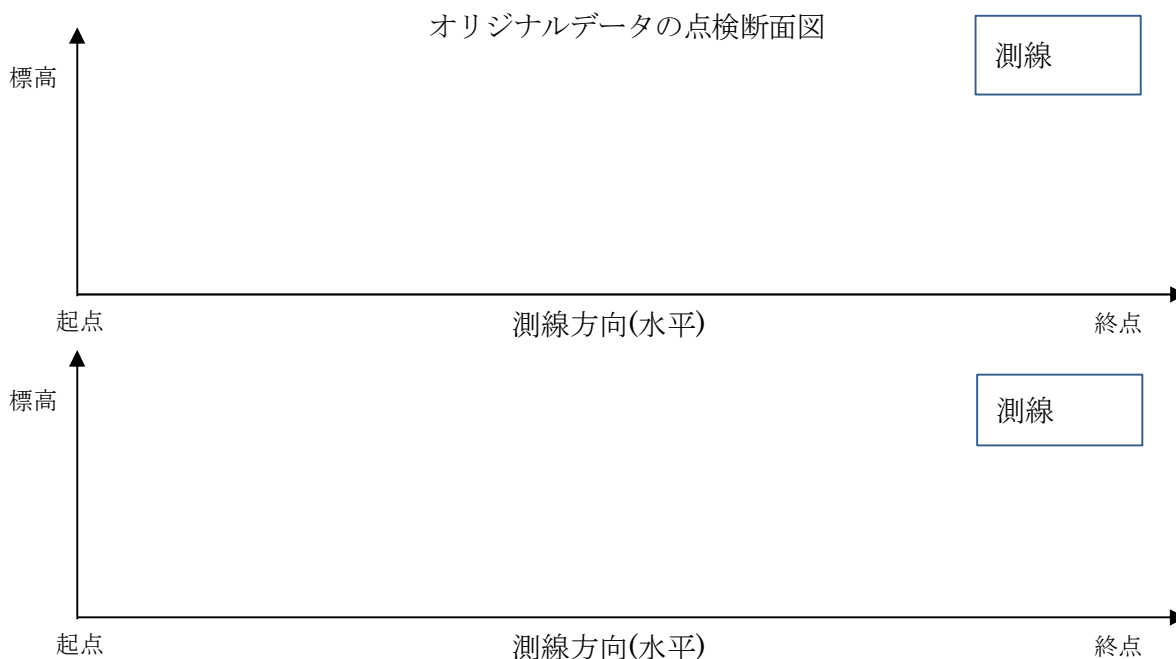 オリジナルデータの点検断面図
測線
標高
起点
測線方向(水平)
終点
測線
標高
起点
測線方向(水平)
終点